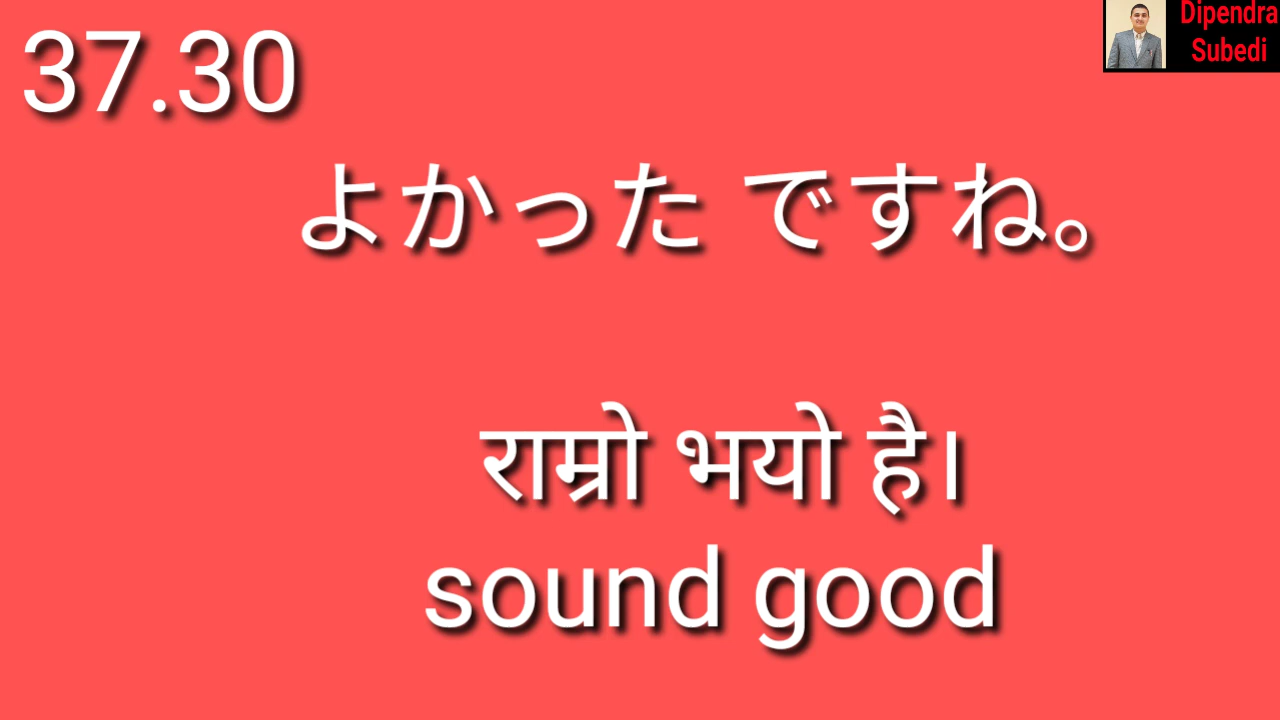 37.30
Dipendra
Subedi
よかった ですね。
राम्रो भयो है।
sound good